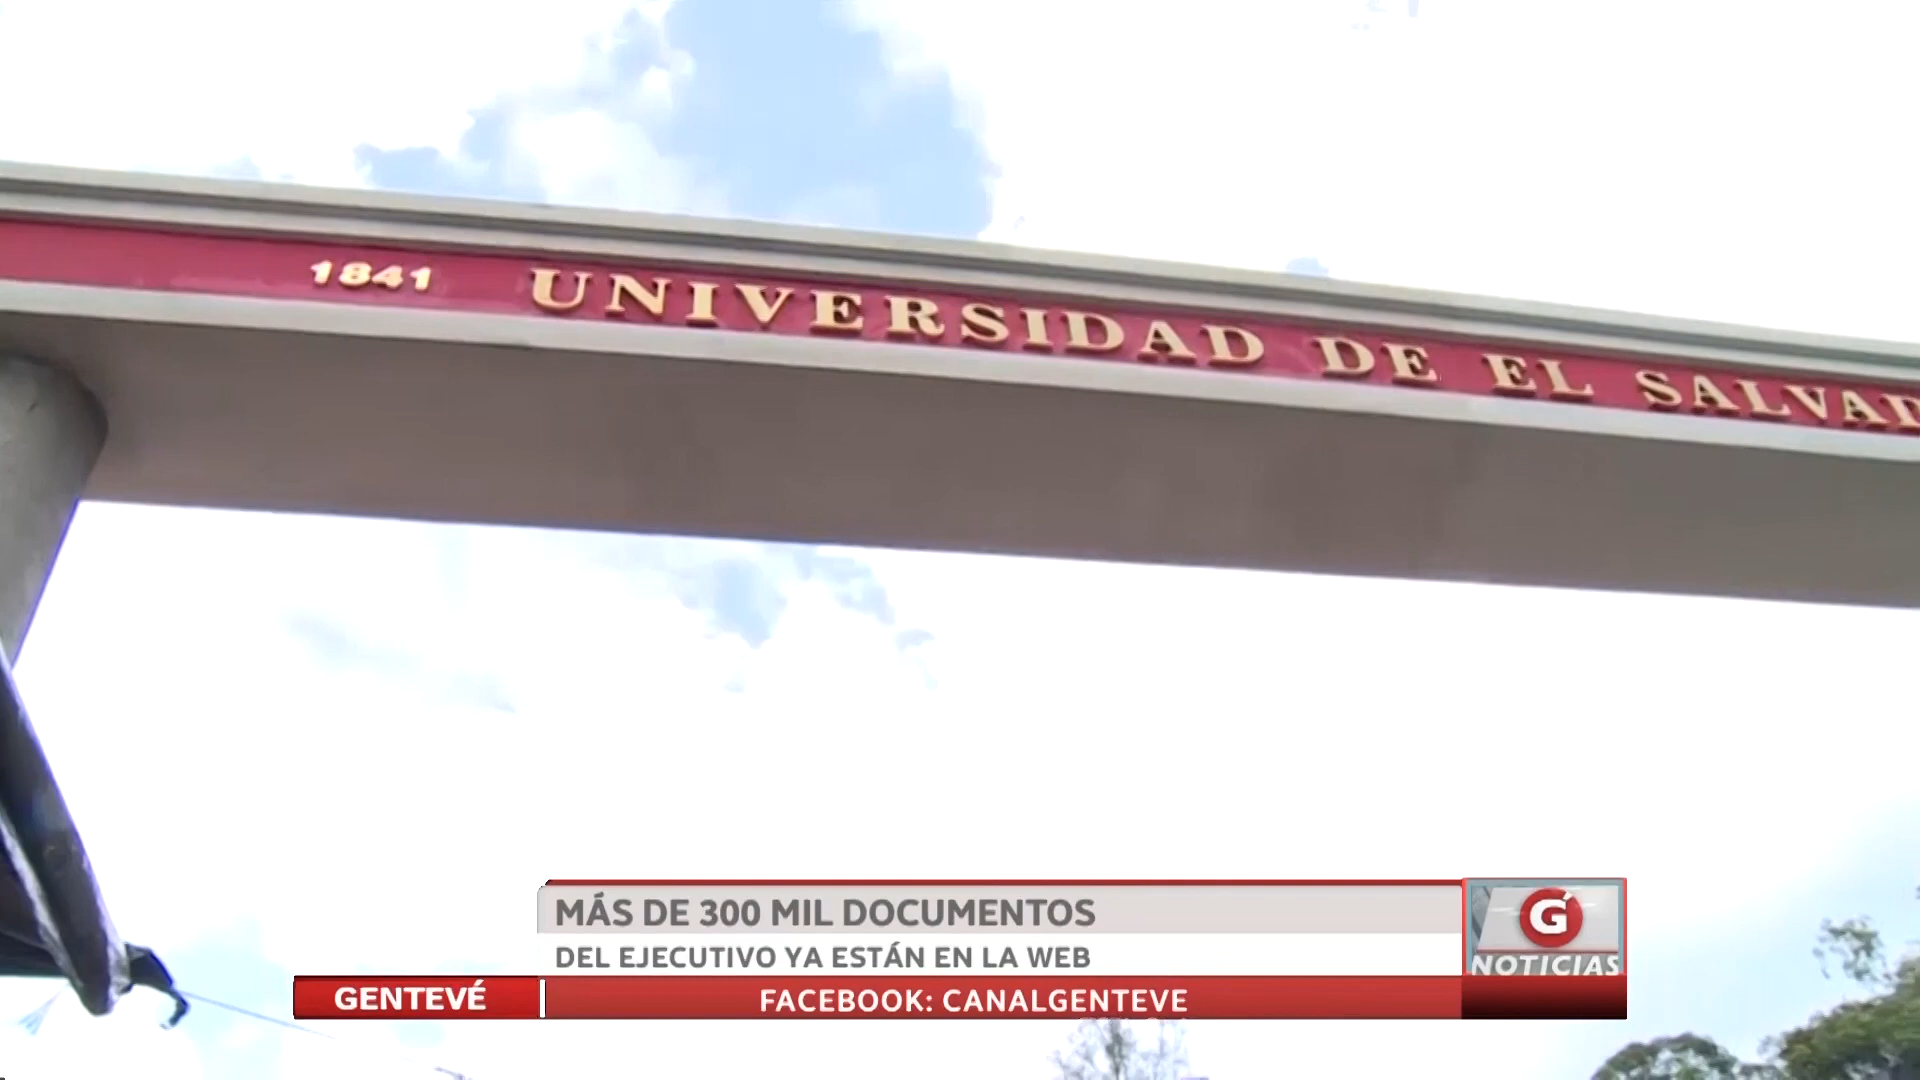 1841 UNIVERSIDAD DE EL SALVAD
MÁS DE 300 MIL DOCUMENTOS
DEL EJECUTIVO YA ESTÁN EN LA WEB
G
NOTICIAS
GENTEVÉ
FACEBOOK: CANALGENTEVE